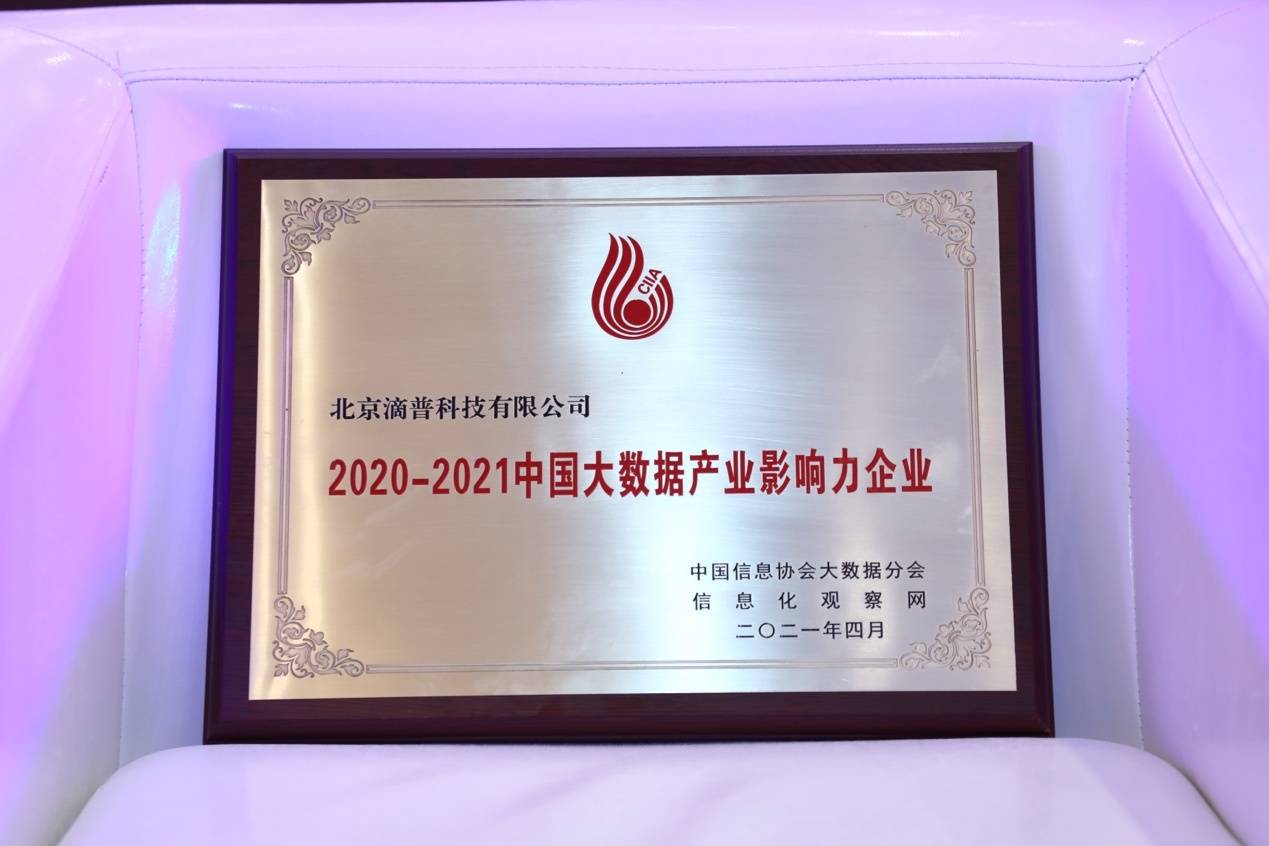 CIIA
北京滴普科技有限公司
2020-2021中国大数据产业影响力企业
中国信息协会大数据分会
信息化观察网
二〇二一年四月